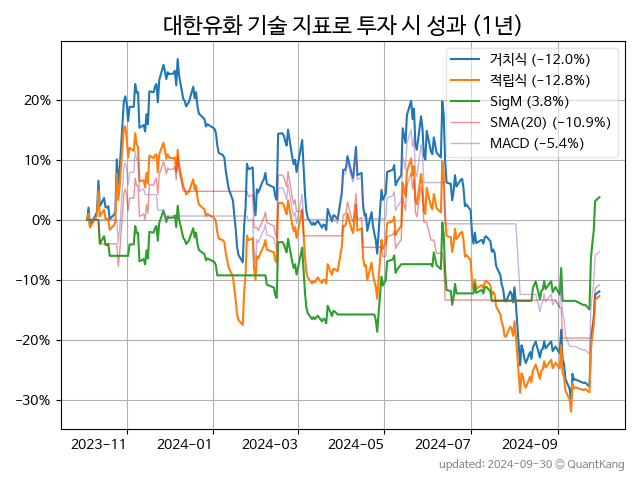 대한유화 기술 지표로 투자 시 성과 (1년)
거치식 (−12.0%)
적립식 (−12.8%)
SigM (3.8%)
SMA(20) (−10.9%)
MACD (−5.4%)
20%
10%
0%
−10%
−20%
−30%
2023-11 2024-01 2024-03 2024-05 2024-07 2024-09
updated: 2024-09-30 © QuantKang